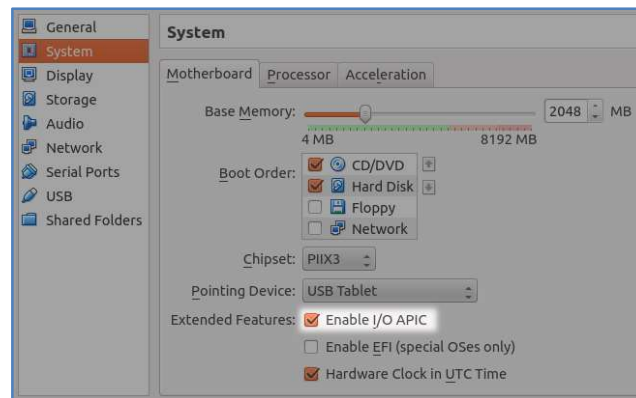 General
System
Display
Storage
Audio
Network
Serial Ports
USB
Shared Folders
System
Motherboard Processor Acceleration
Base Memory: 2048 MB
4 MB 8192 MB
Boot Order: CD/DVD
Hard Disk
Floppy
Network
Chipset: PIIX3
Pointing Device: USB Tablet
Extended Features: Enable I/O APIC
Enable EFI (special OSes only)
Hardware Clock in UTC Time